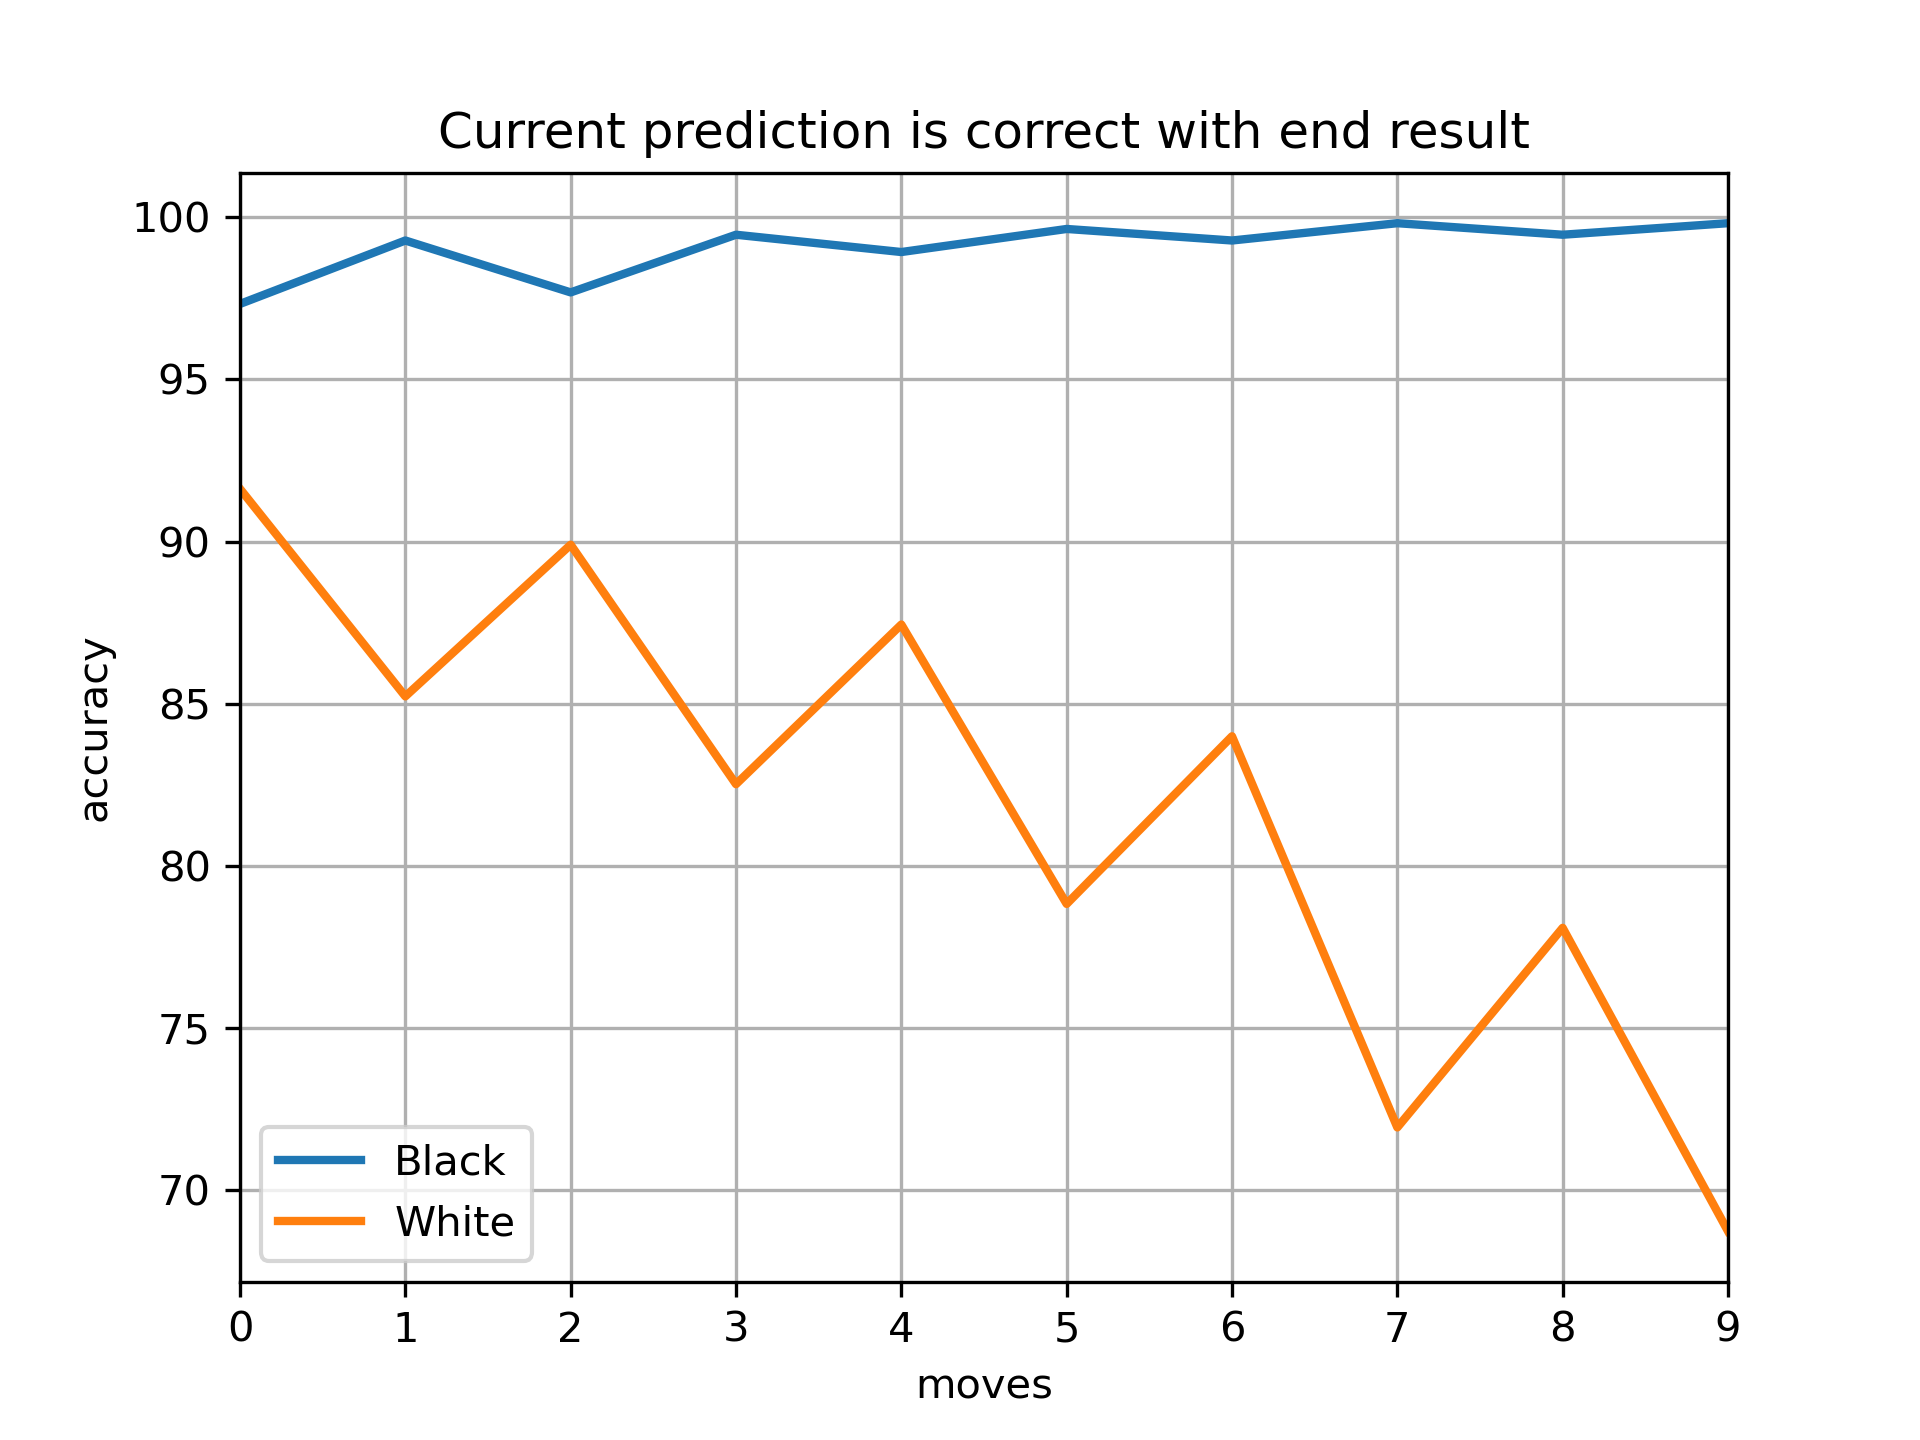 Current prediction is correct with end result
100
95
90
85
80
75
70
accuracy
Black
White
0 1 2 3 4 5 6 7 8 9
moves